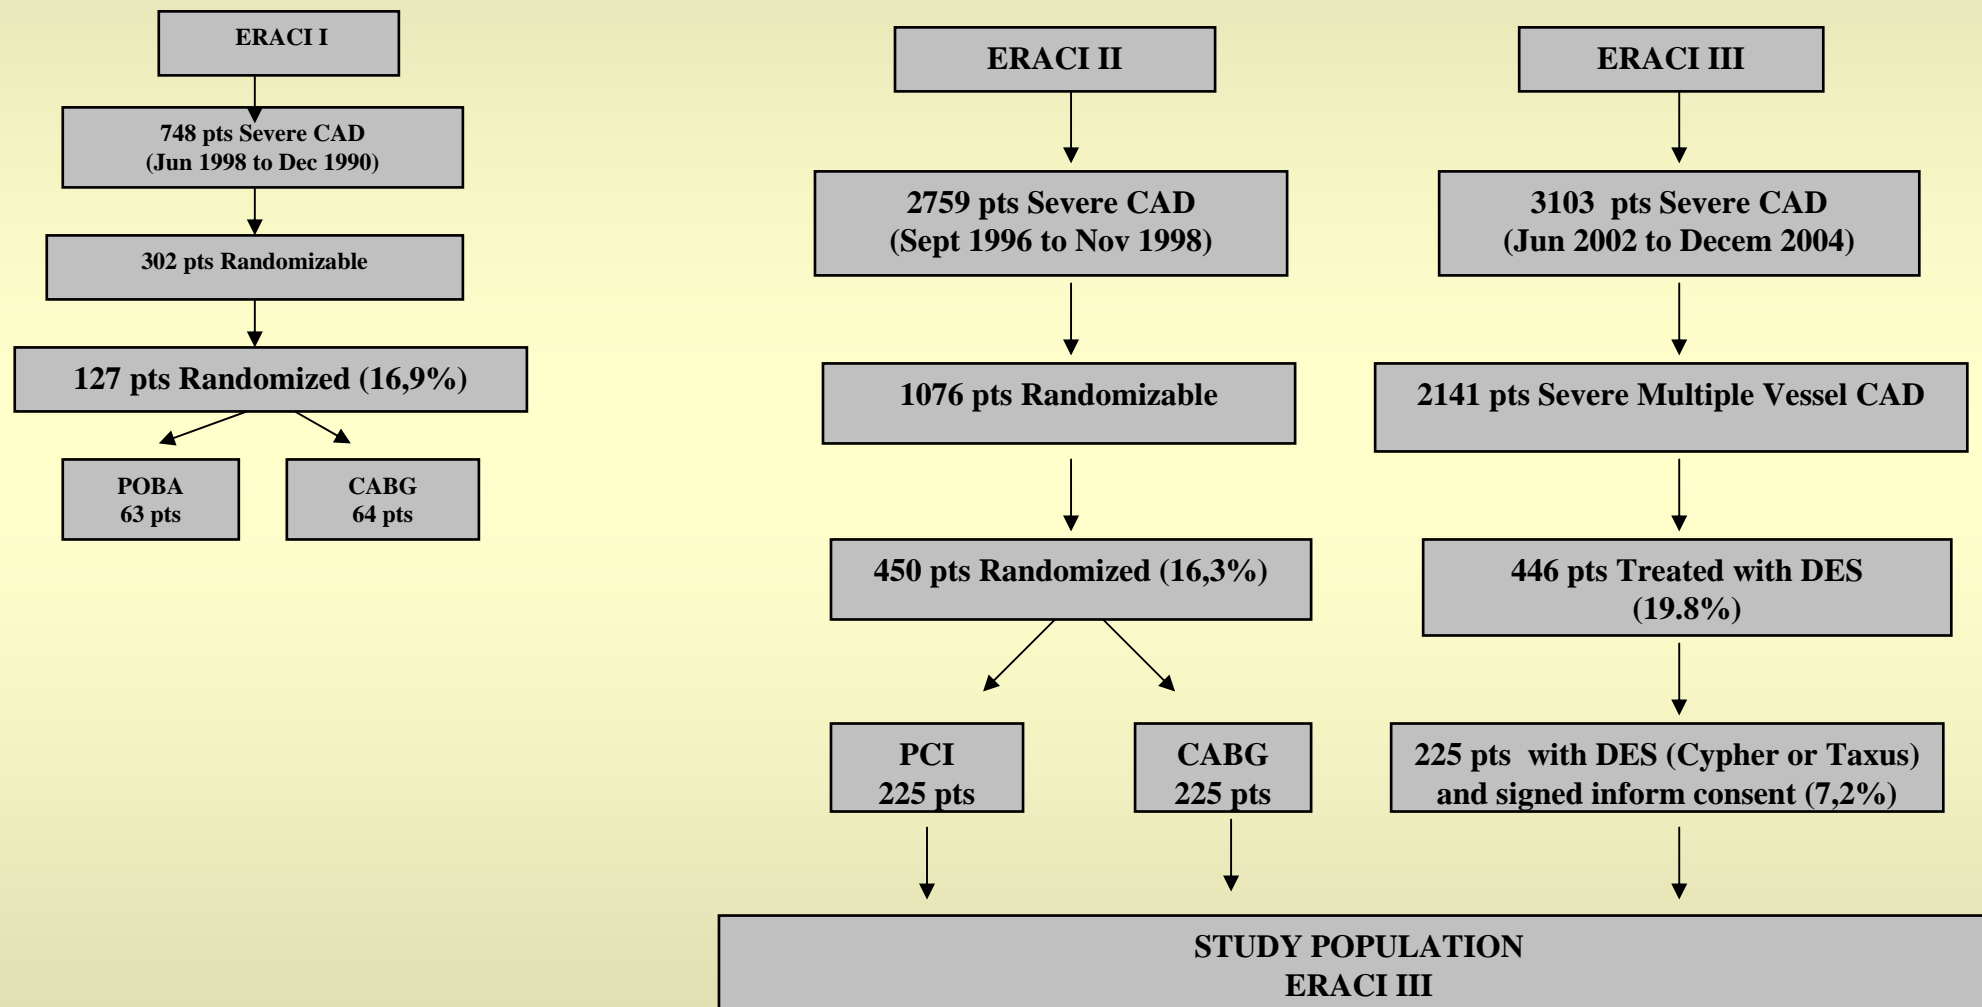 ERACI I
748 pts Severe CAD
(Jun 1998 to Dec 1990)
302 pts Randomizable
127 pts Randomized (16,9%)
POBA
63 pts
CABG
64 pts
ERACI II
2759 pts Severe CAD
(Sept 1996 to Nov 1998)
1076 pts Randomizable
450 pts Randomized (16,3%)
PCI
225 pts
CABG
225 pts
ERACI III
3103 pts Severe CAD
(Jun 2002 to Decem 2004)
2141 pts Severe Multiple Vessel CAD
446 pts Treated with DES
(19.8%)
225 pts with DES (Cypher or Taxus)
and signed inform consent (7,2%)
STUDY POPULATION
ERACI III